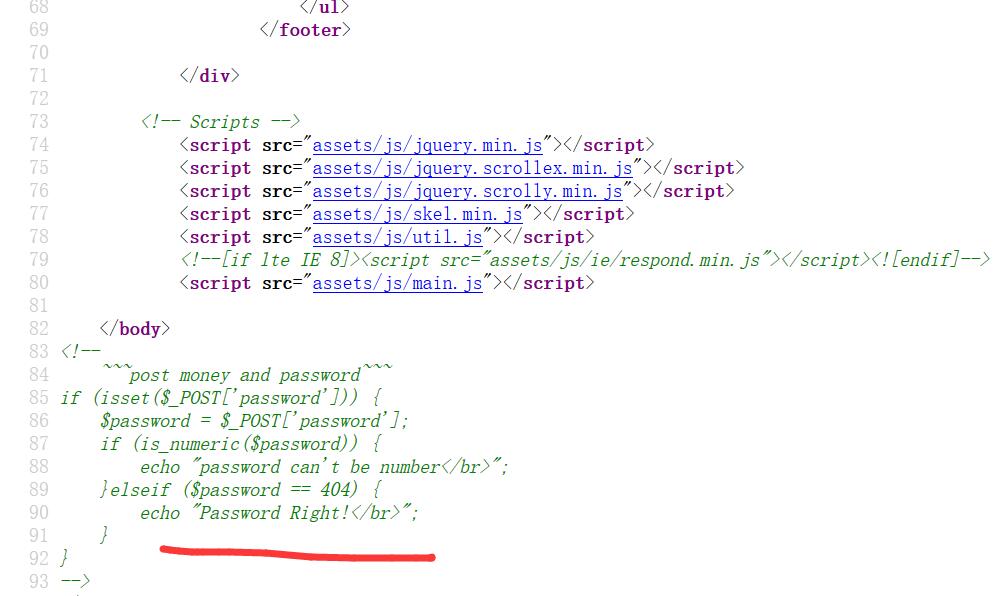 68 </ul>
69 </footer>
70
71 </div>
72
73 <!-- Scripts -->
74 <script src="assets/js/jquery.min.js"></script>
75 <script src="assets/js/jquery.scrollex.min.js"></script>
76 <script src="assets/js/jquery.scrolly.min.js"></script>
77 <script src="assets/js/skel.min.js"></script>
78 <script src="assets/js/util.js"></script>
79 <!--[if lte IE 8]><script src="assets/js/ie/respond.min.js"></script><![endif]-->
80 <script src="assets/js/main.js"></script>
81
82 </body>
83 <!--
84 ~~~post money and password~~~
85 if (isset($_POST['password'])) {
86 $password = $_POST['password'];
87 if (is_numeric($password)) {
88 echo "password can't be number</br>";
89 }elseif ($password == 404) {
90 echo "Password Right!</br>";
91 }
92 }
93 -->